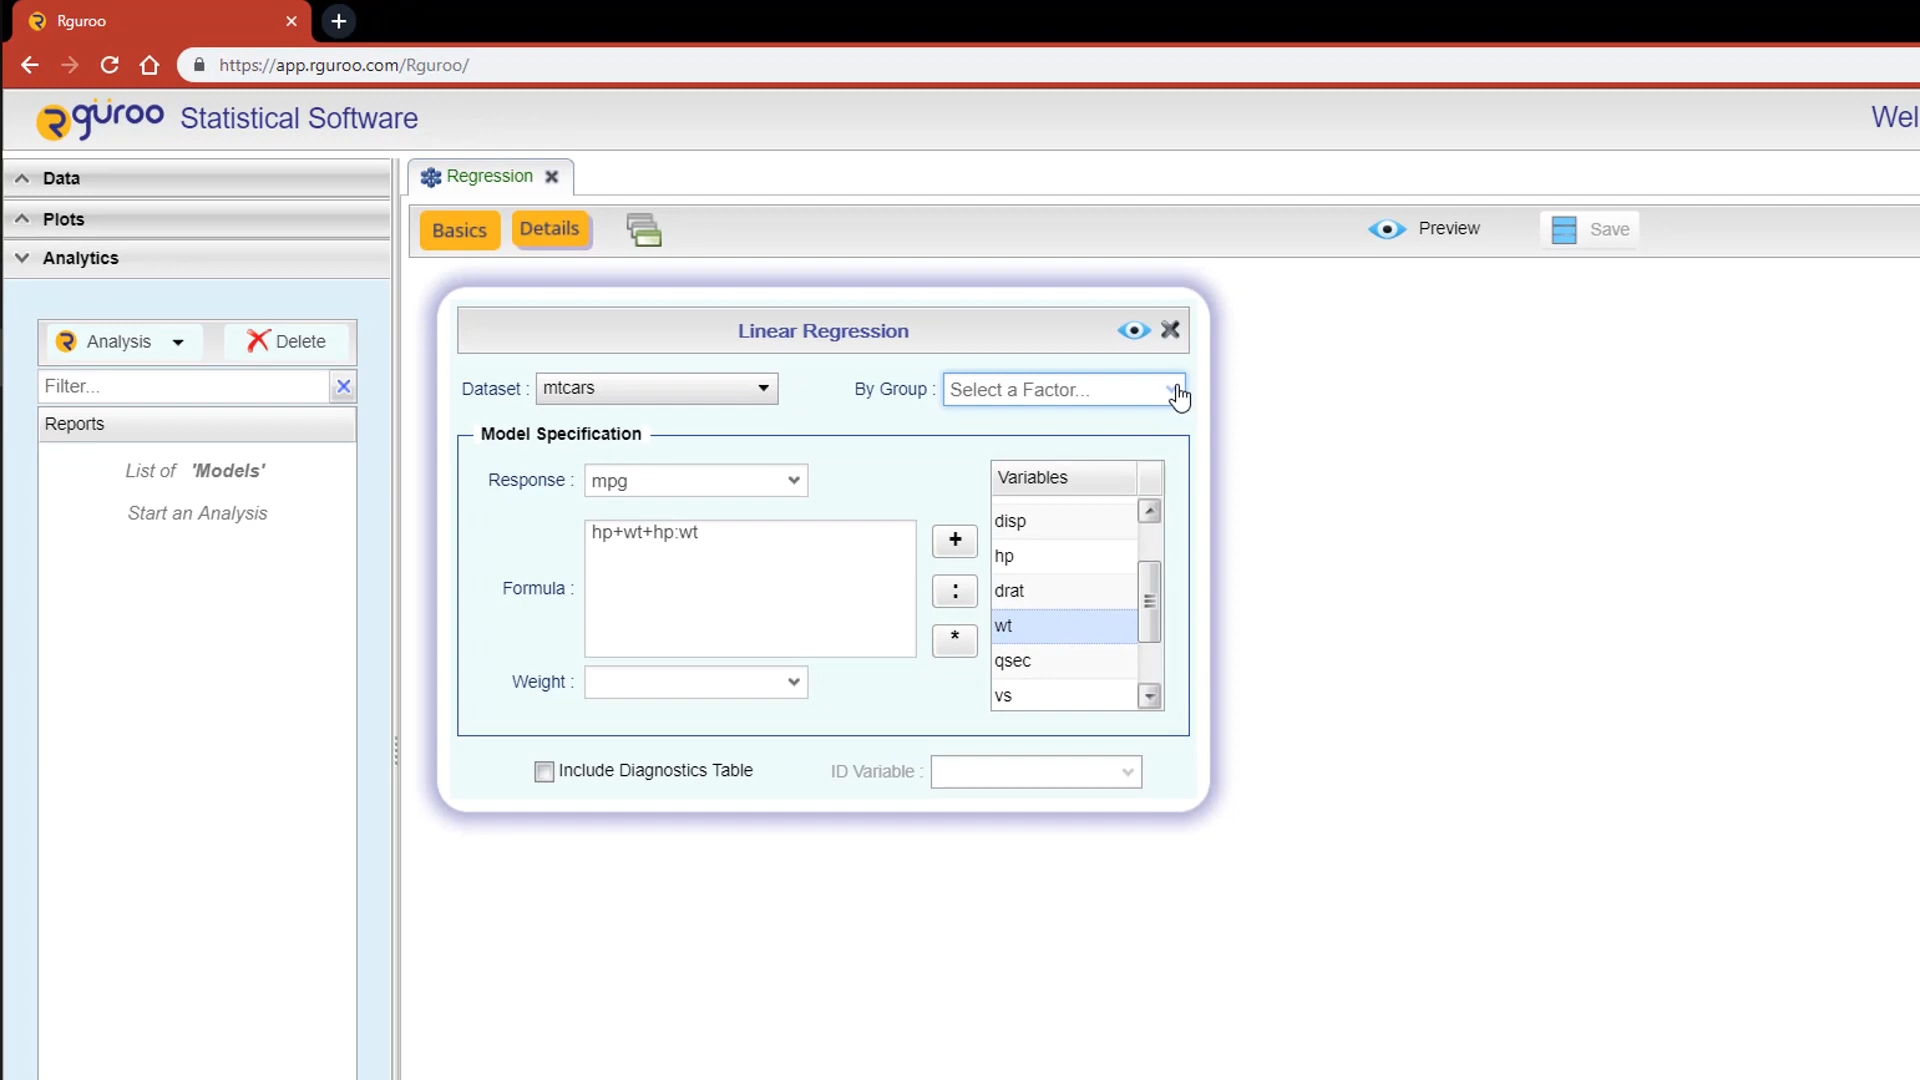 Rguroo
https://app.rguroo.com/Rguroo/
Rguroo Statistical Software
Wel
Data
Plots
Analytics
Analysis
Delete
Filter...
Reports
List of 'Models'
Start an Analysis
Regression
Basics
Details
Preview
Save
Linear Regression
Dataset :
mtcars
By Group :
Select a Factor...
Model Specification
Response :
mpg
Formula :
hp+wt+hp:wt
+
:
*
Variables
disp
hp
drat
wt
qsec
vs
Weight :
Include Diagnostics Table
ID Variable :